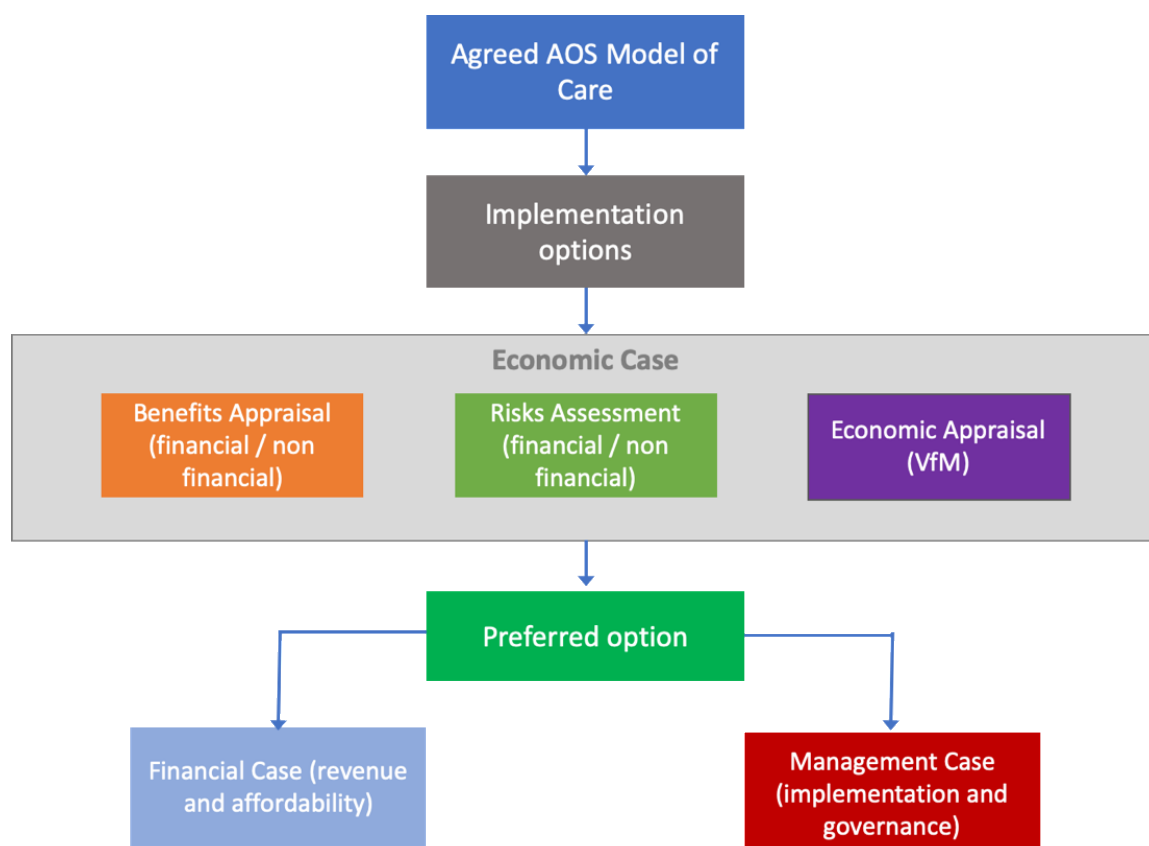 Agreed AOS Model of
Care
Implementation
options
Economic Case
Benefits Appraisal
(financial / non
financial)
Risks Assessment
(financial / non
financial)
Economic Appraisal
(VfM)
Preferred option
Financial Case (revenue
and affordability)
Management Case
(implementation and
governance)